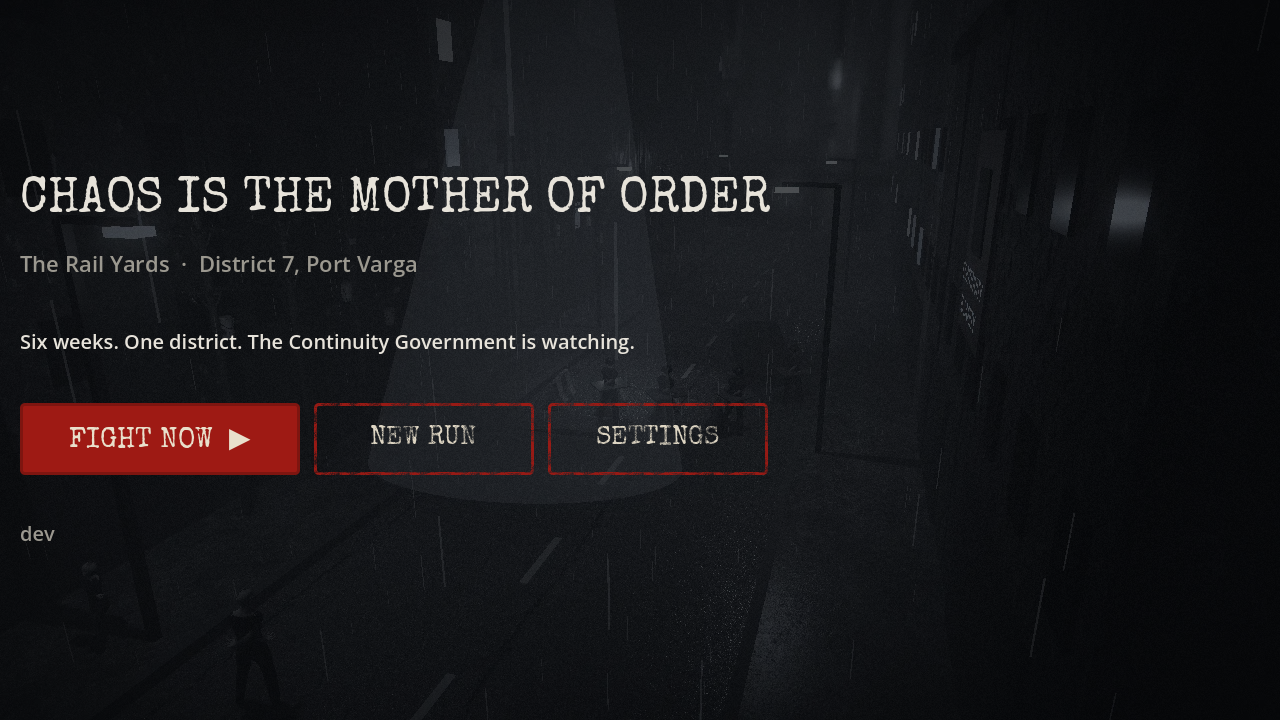 CHAOS IS THE MOTHER OF ORDER
The Rail Yards · District 7, Port Varga
Six weeks. One district. The Continuity Government is watching.
FIGHT NOW ▶
NEW RUN
SETTINGS
dev